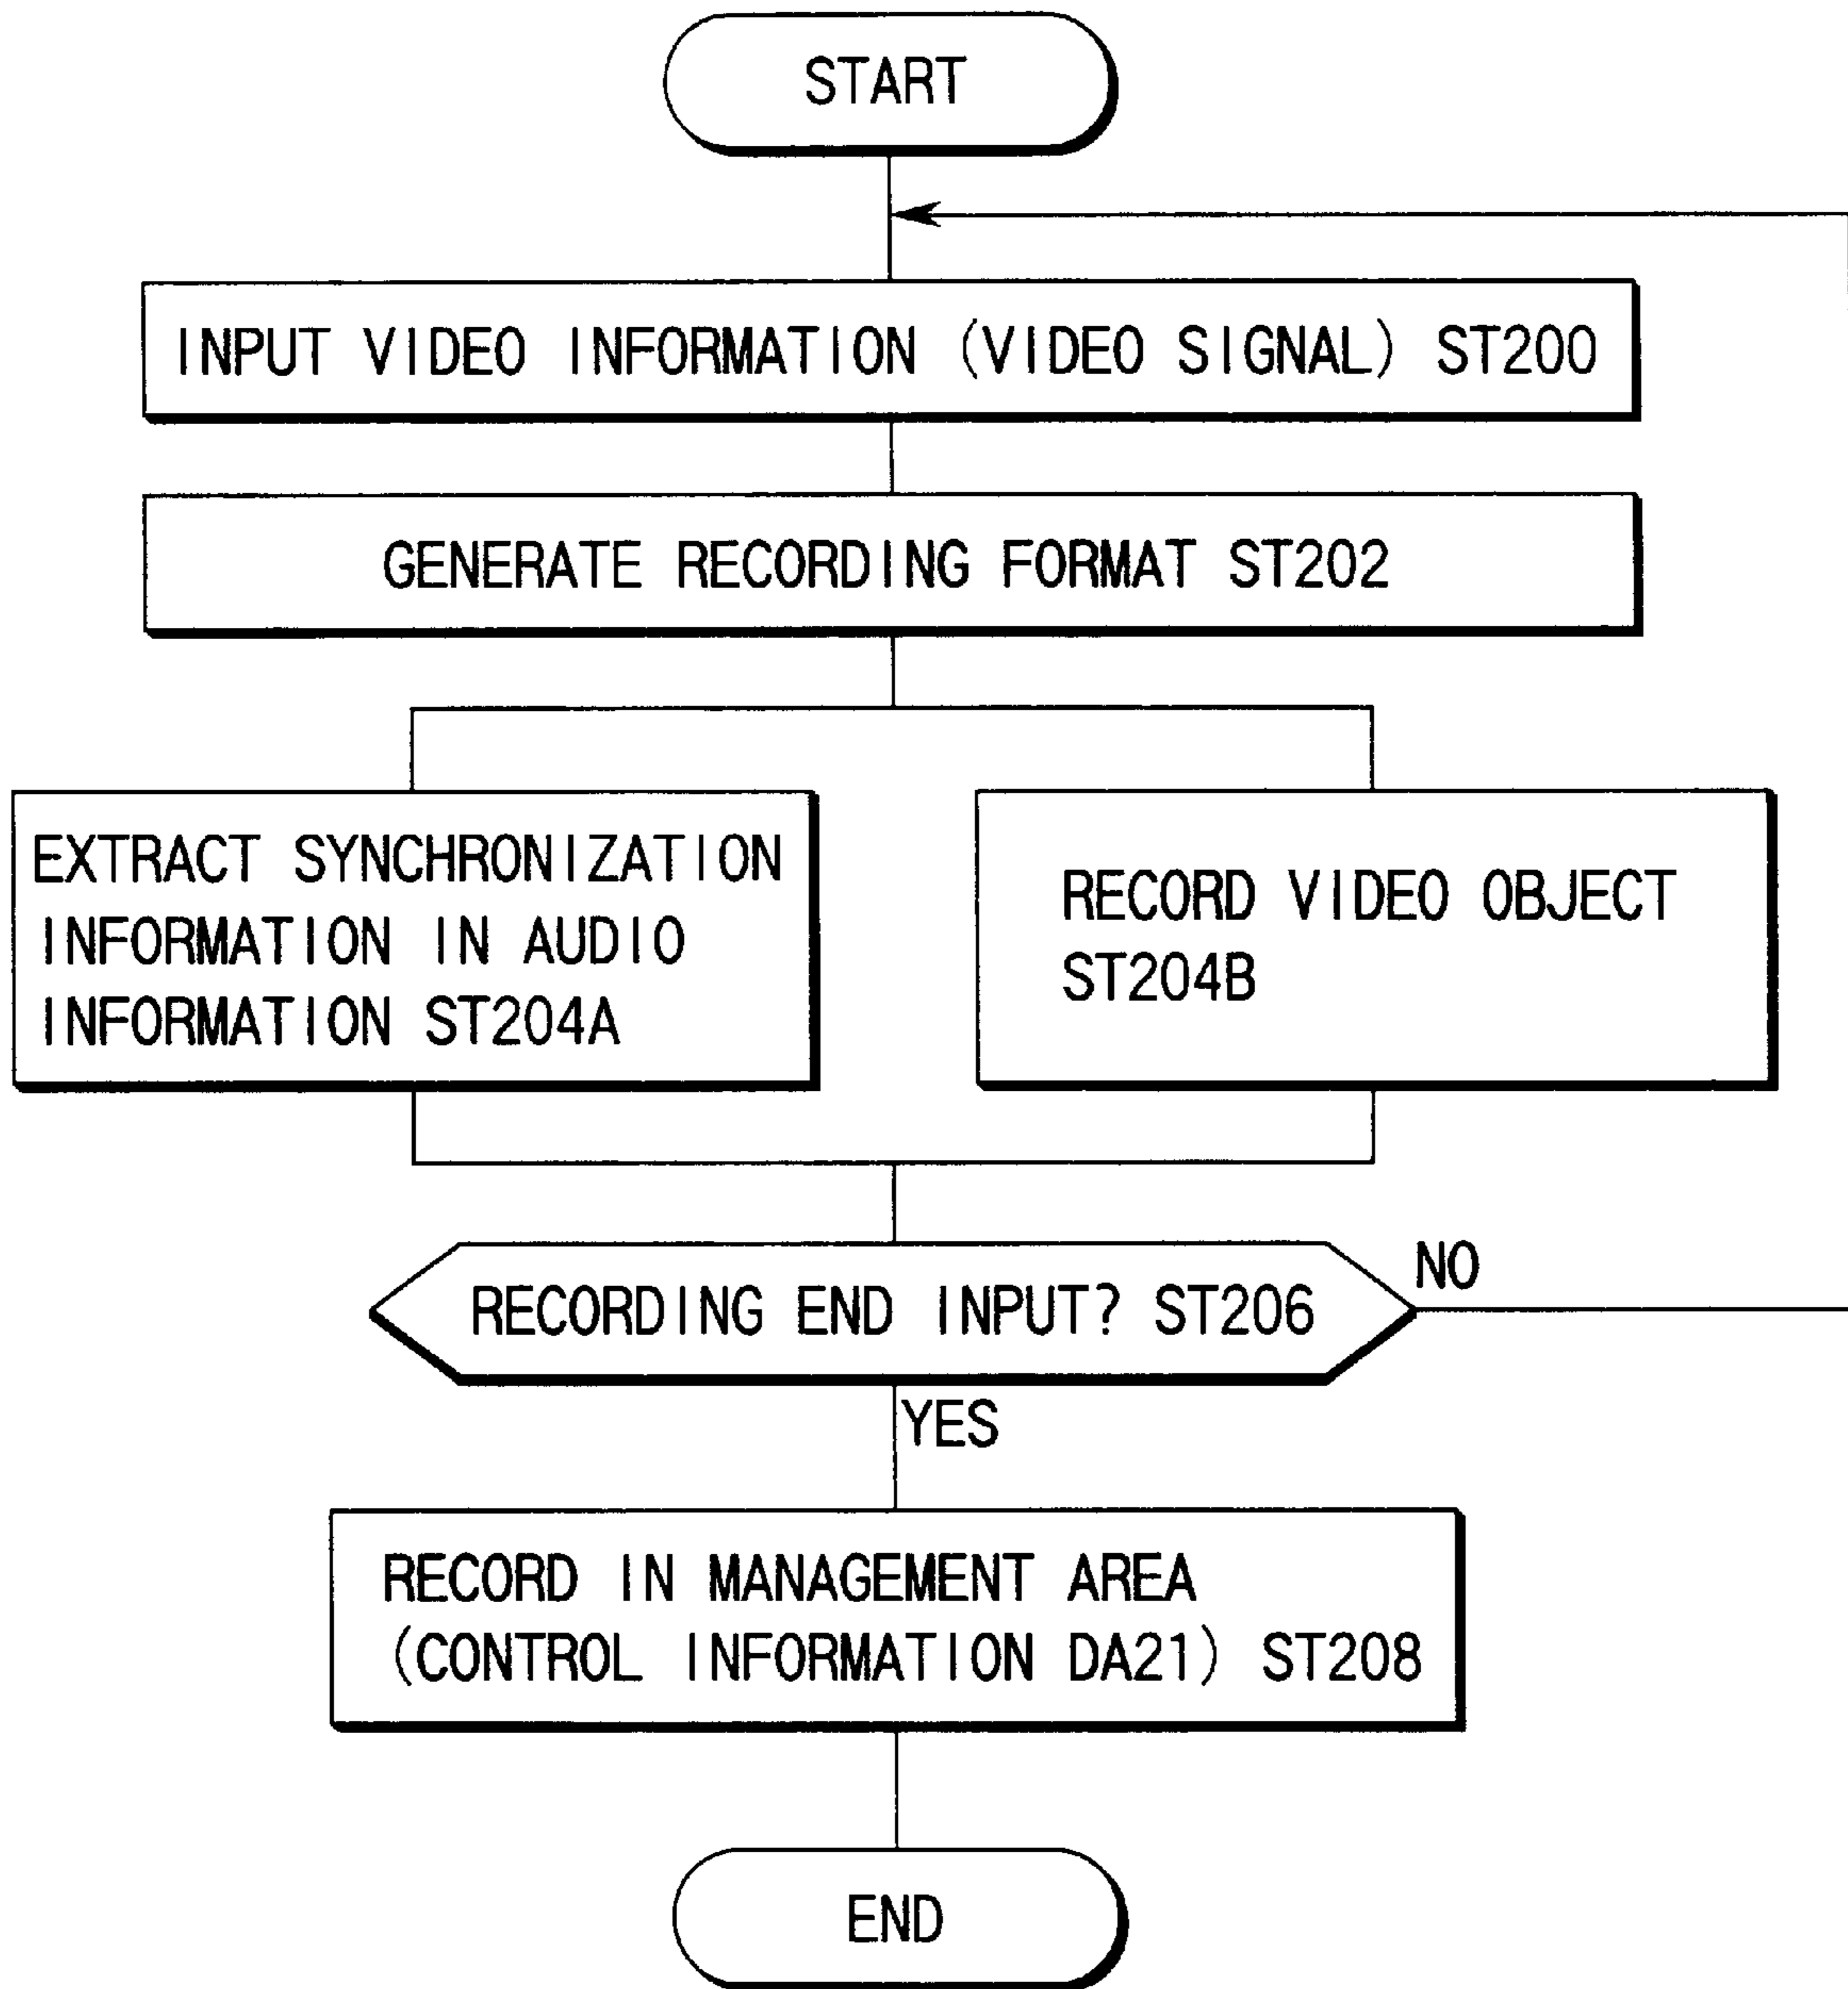 START
INPUT VIDEO INFORMATION (VIDEO SIGNAL) ST200
GENERATE RECORDING FORMAT ST202
EXTRACT SYNCHRONIZATION
INFORMATION IN AUDIO
INFORMATION ST204A
RECORD VIDEO OBJECT
ST204B
RECORDING END INPUT? ST206
NO
YES
RECORD IN MANAGEMENT AREA
(CONTROL INFORMATION DA21) ST208
END